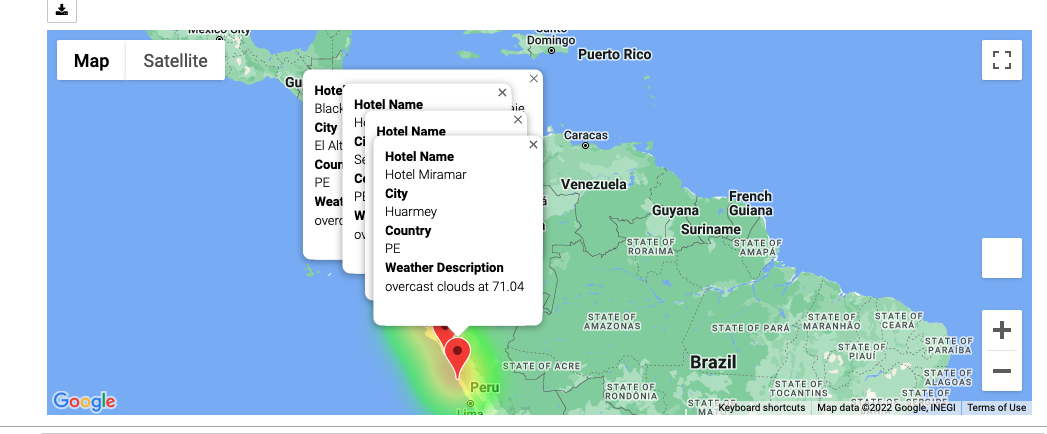 Mexico City
Santo
Domingo
Puerto Rico
Map
Satellite
Gu
Hotel
Black
City
El Alt
Coun
PE
Weat
overc
Hotel Name
He
Ci
Se
Co
PE
W
ov
aje
Hotel Name
Hotel Name
Hotel Miramar
City
Huarmey
Country
PE
Weather Description
overcast clouds at 71.04
Caracas
Venezuela
Guyana
French
Guiana
Suriname
STATE OF
RORAIMA
STATE OF
AMAPÁ
STATE OF
AMAZONAS
STATE OF PARÁ
STATE OF
MARANHÃO
STATE OF
CEARÁ
STATE OF
PARAÍBA
STATE OF
PIAUÍ
STATE OF ACRE
Brazil
STATE OF
ALAGOAS
STATE OF
RONDÔNIA
STATE OF
TOCANTINS
STATE OF
BAHIA
STATE OF
Peru
Lima
Google
Keyboard shortcuts
Map data ©2022 Google, INEGI
Terms of Use